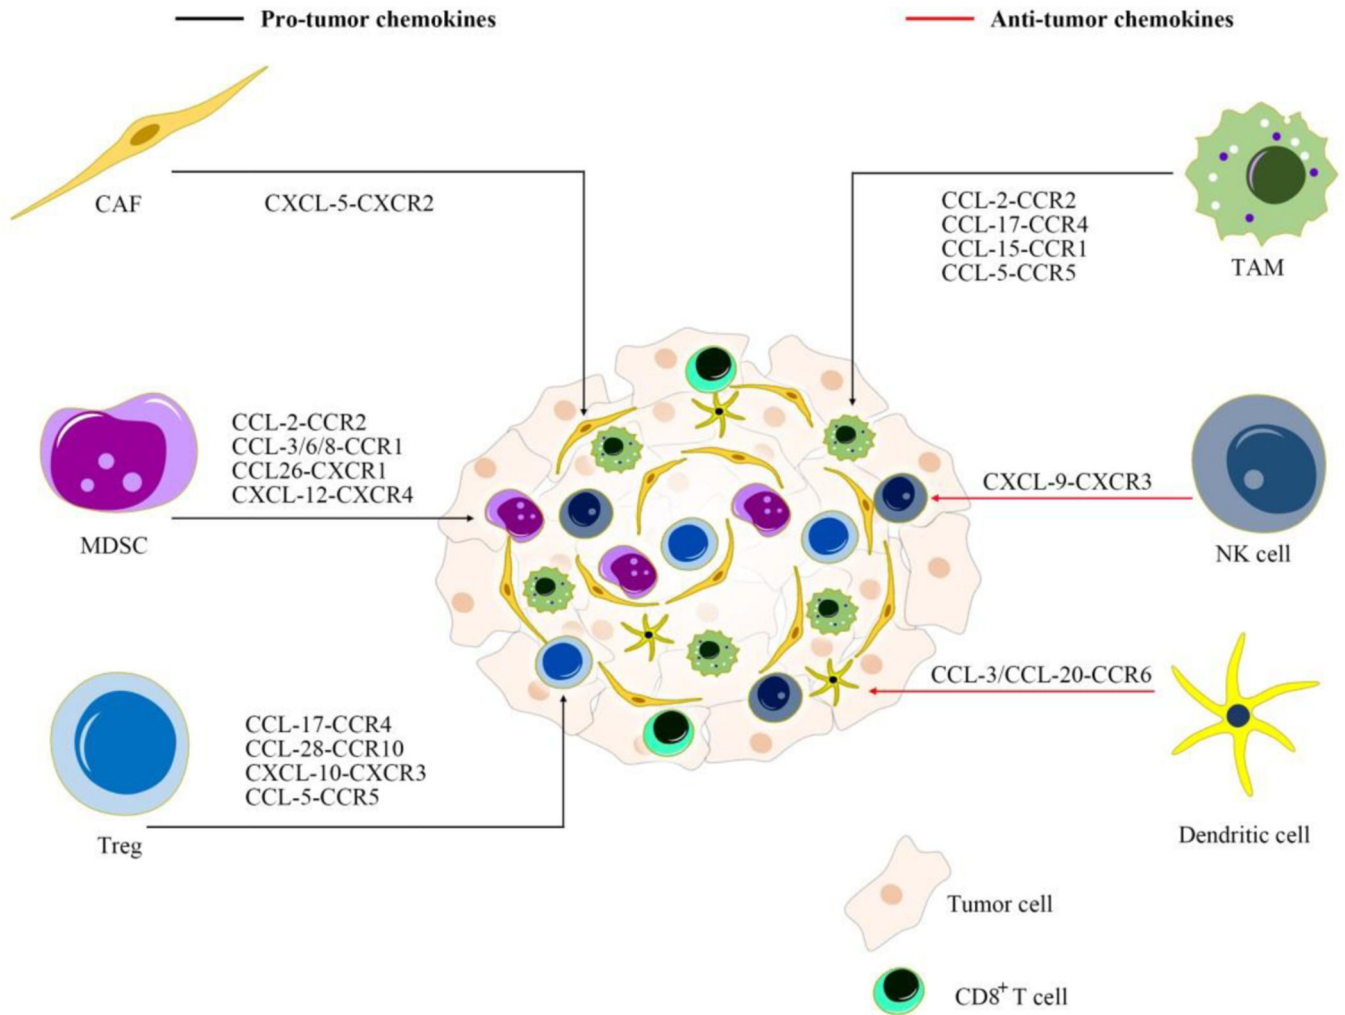 Pro-tumor chemokines
Anti-tumor chemokines
CAF
CXCL-5-CXCR2
CCL-2-CCR2
CCL-17-CCR4
CCL-15-CCR1
CCL-5-CCR5
TAM
CCL-2-CCR2
CCL-3/6/8-CCR1
CCL26-CXCR1
CXCL-12-CXCR4
MDSC
CXCL-9-CXCR3
NK cell
CCL-17-CCR4
CCL-28-CCR10
CXCL-10-CXCR3
CCL-5-CCR5
Treg
CCL-3/CCL-20-CCR6
Dendritic cell
Tumor cell
CD8⁺ T cell